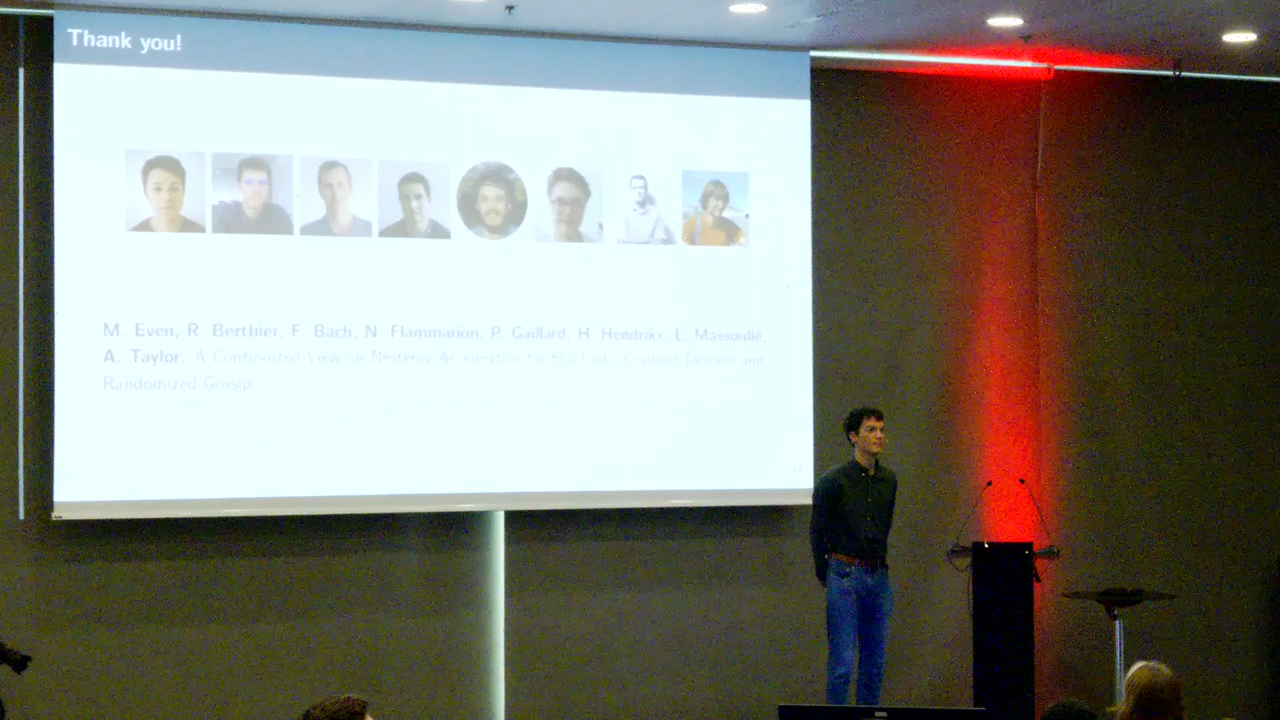 Thank you!
M. Even, R. Berthier, F. Bach, N. Flammarion, P. Gaillard, H. Hendrikx, L. Massoulié,
A. Taylor. A Continuized View on Nesterov Acceleration for Stochastic Gradient Descent and
Randomized Gossip